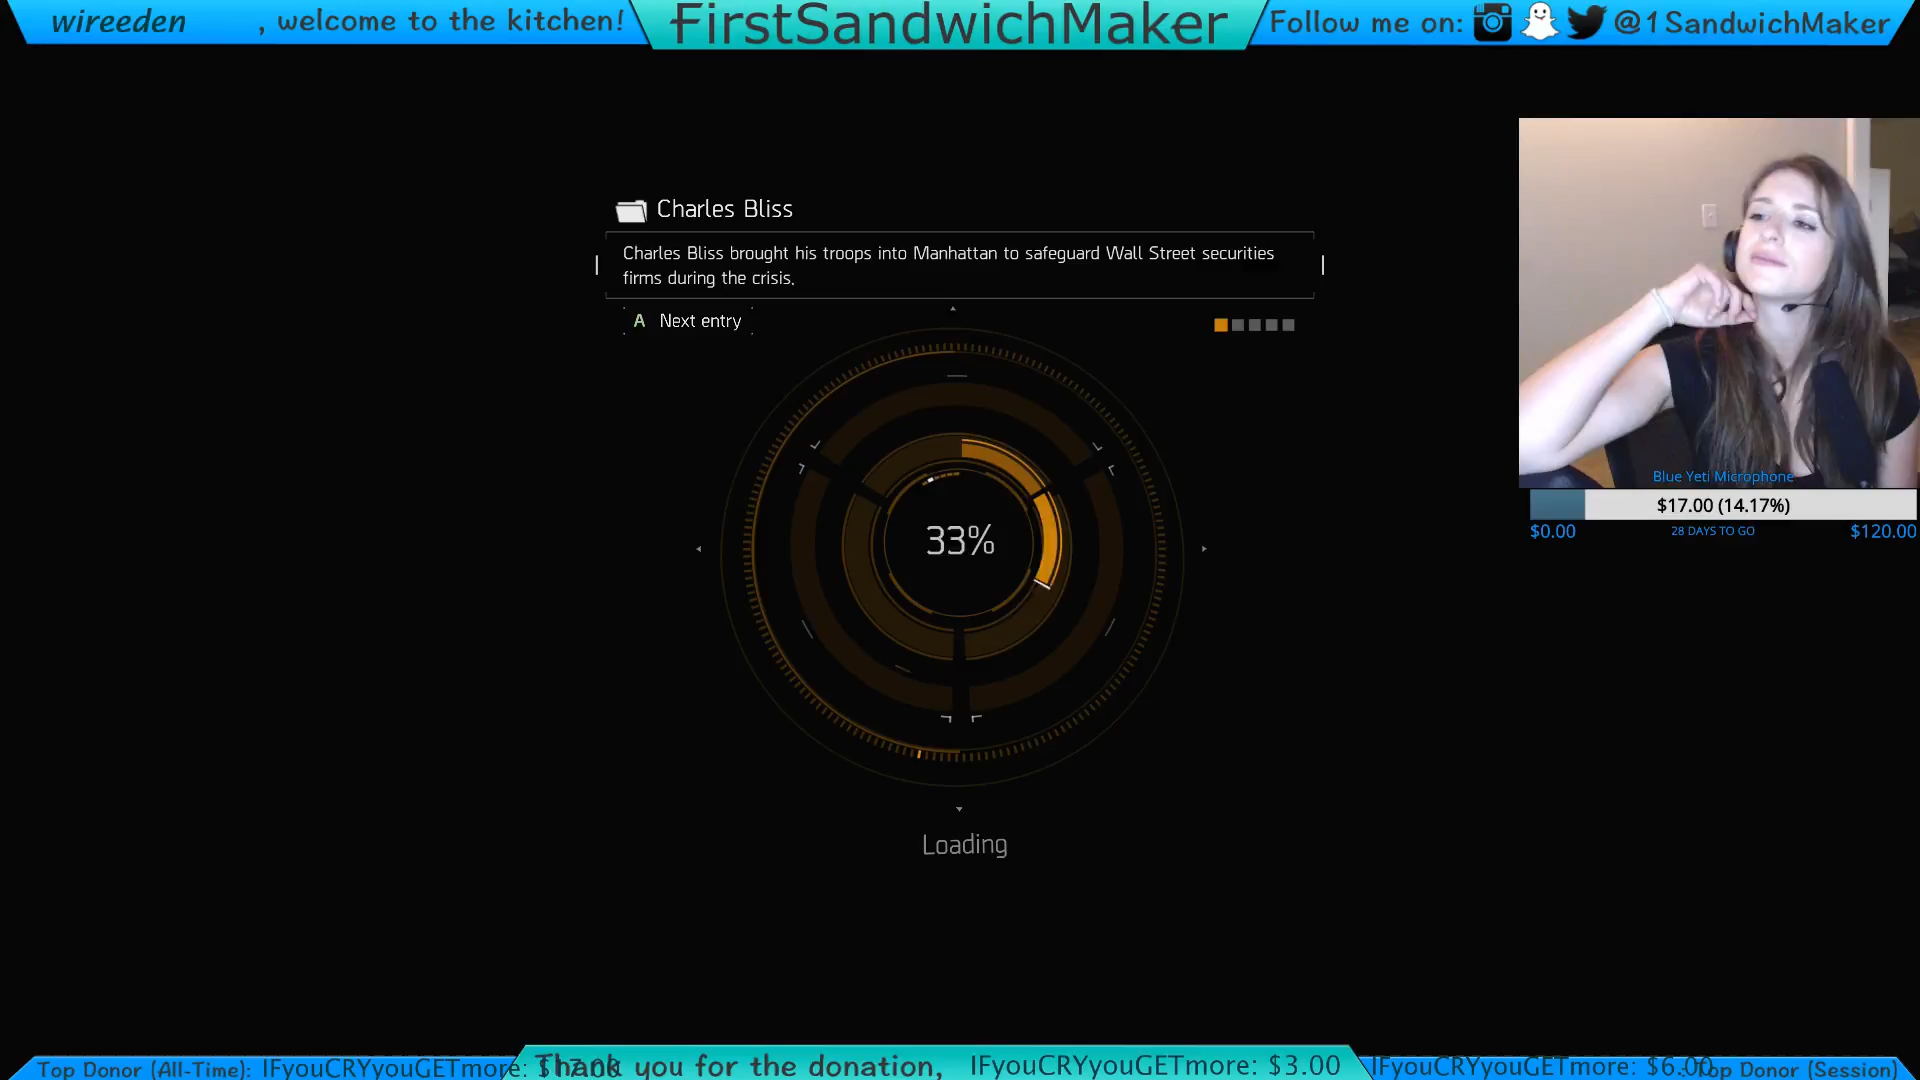 wireeden , welcome to the kitchen!
FirstSandwichMaker
Follow me on: @1SandwichMaker
Charles Bliss
Charles Bliss brought his troops into Manhattan to safeguard Wall Street securities
firms during the crisis.
A Next entry
33%
Loading
Blue Yeti Microphone
$17.00 (14.17%)
$0.00 28 DAYS TO GO $120.00
Top Donor (All-Time): IFyouCRYyouGETmore: $17.00
Thank you for the donation, IFyouCRYyouGETmore: $3.00
IFyouCRYyouGETmore: $6.00 :Top Donor (Session)